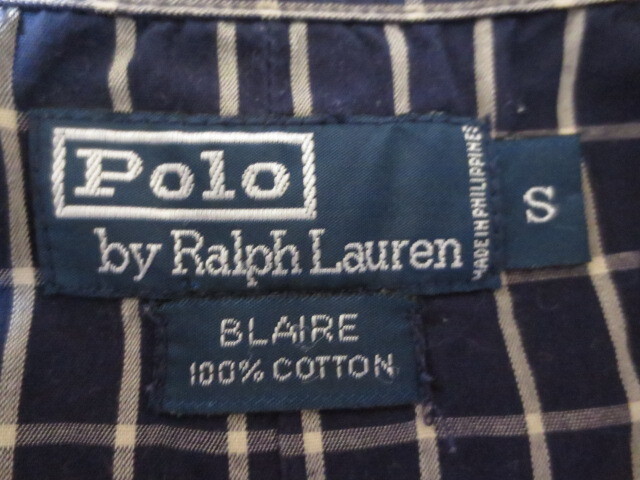 Polo
by Ralph Lauren
MADE IN PHILIPPINES
S
BLAIRE
100% COTTON